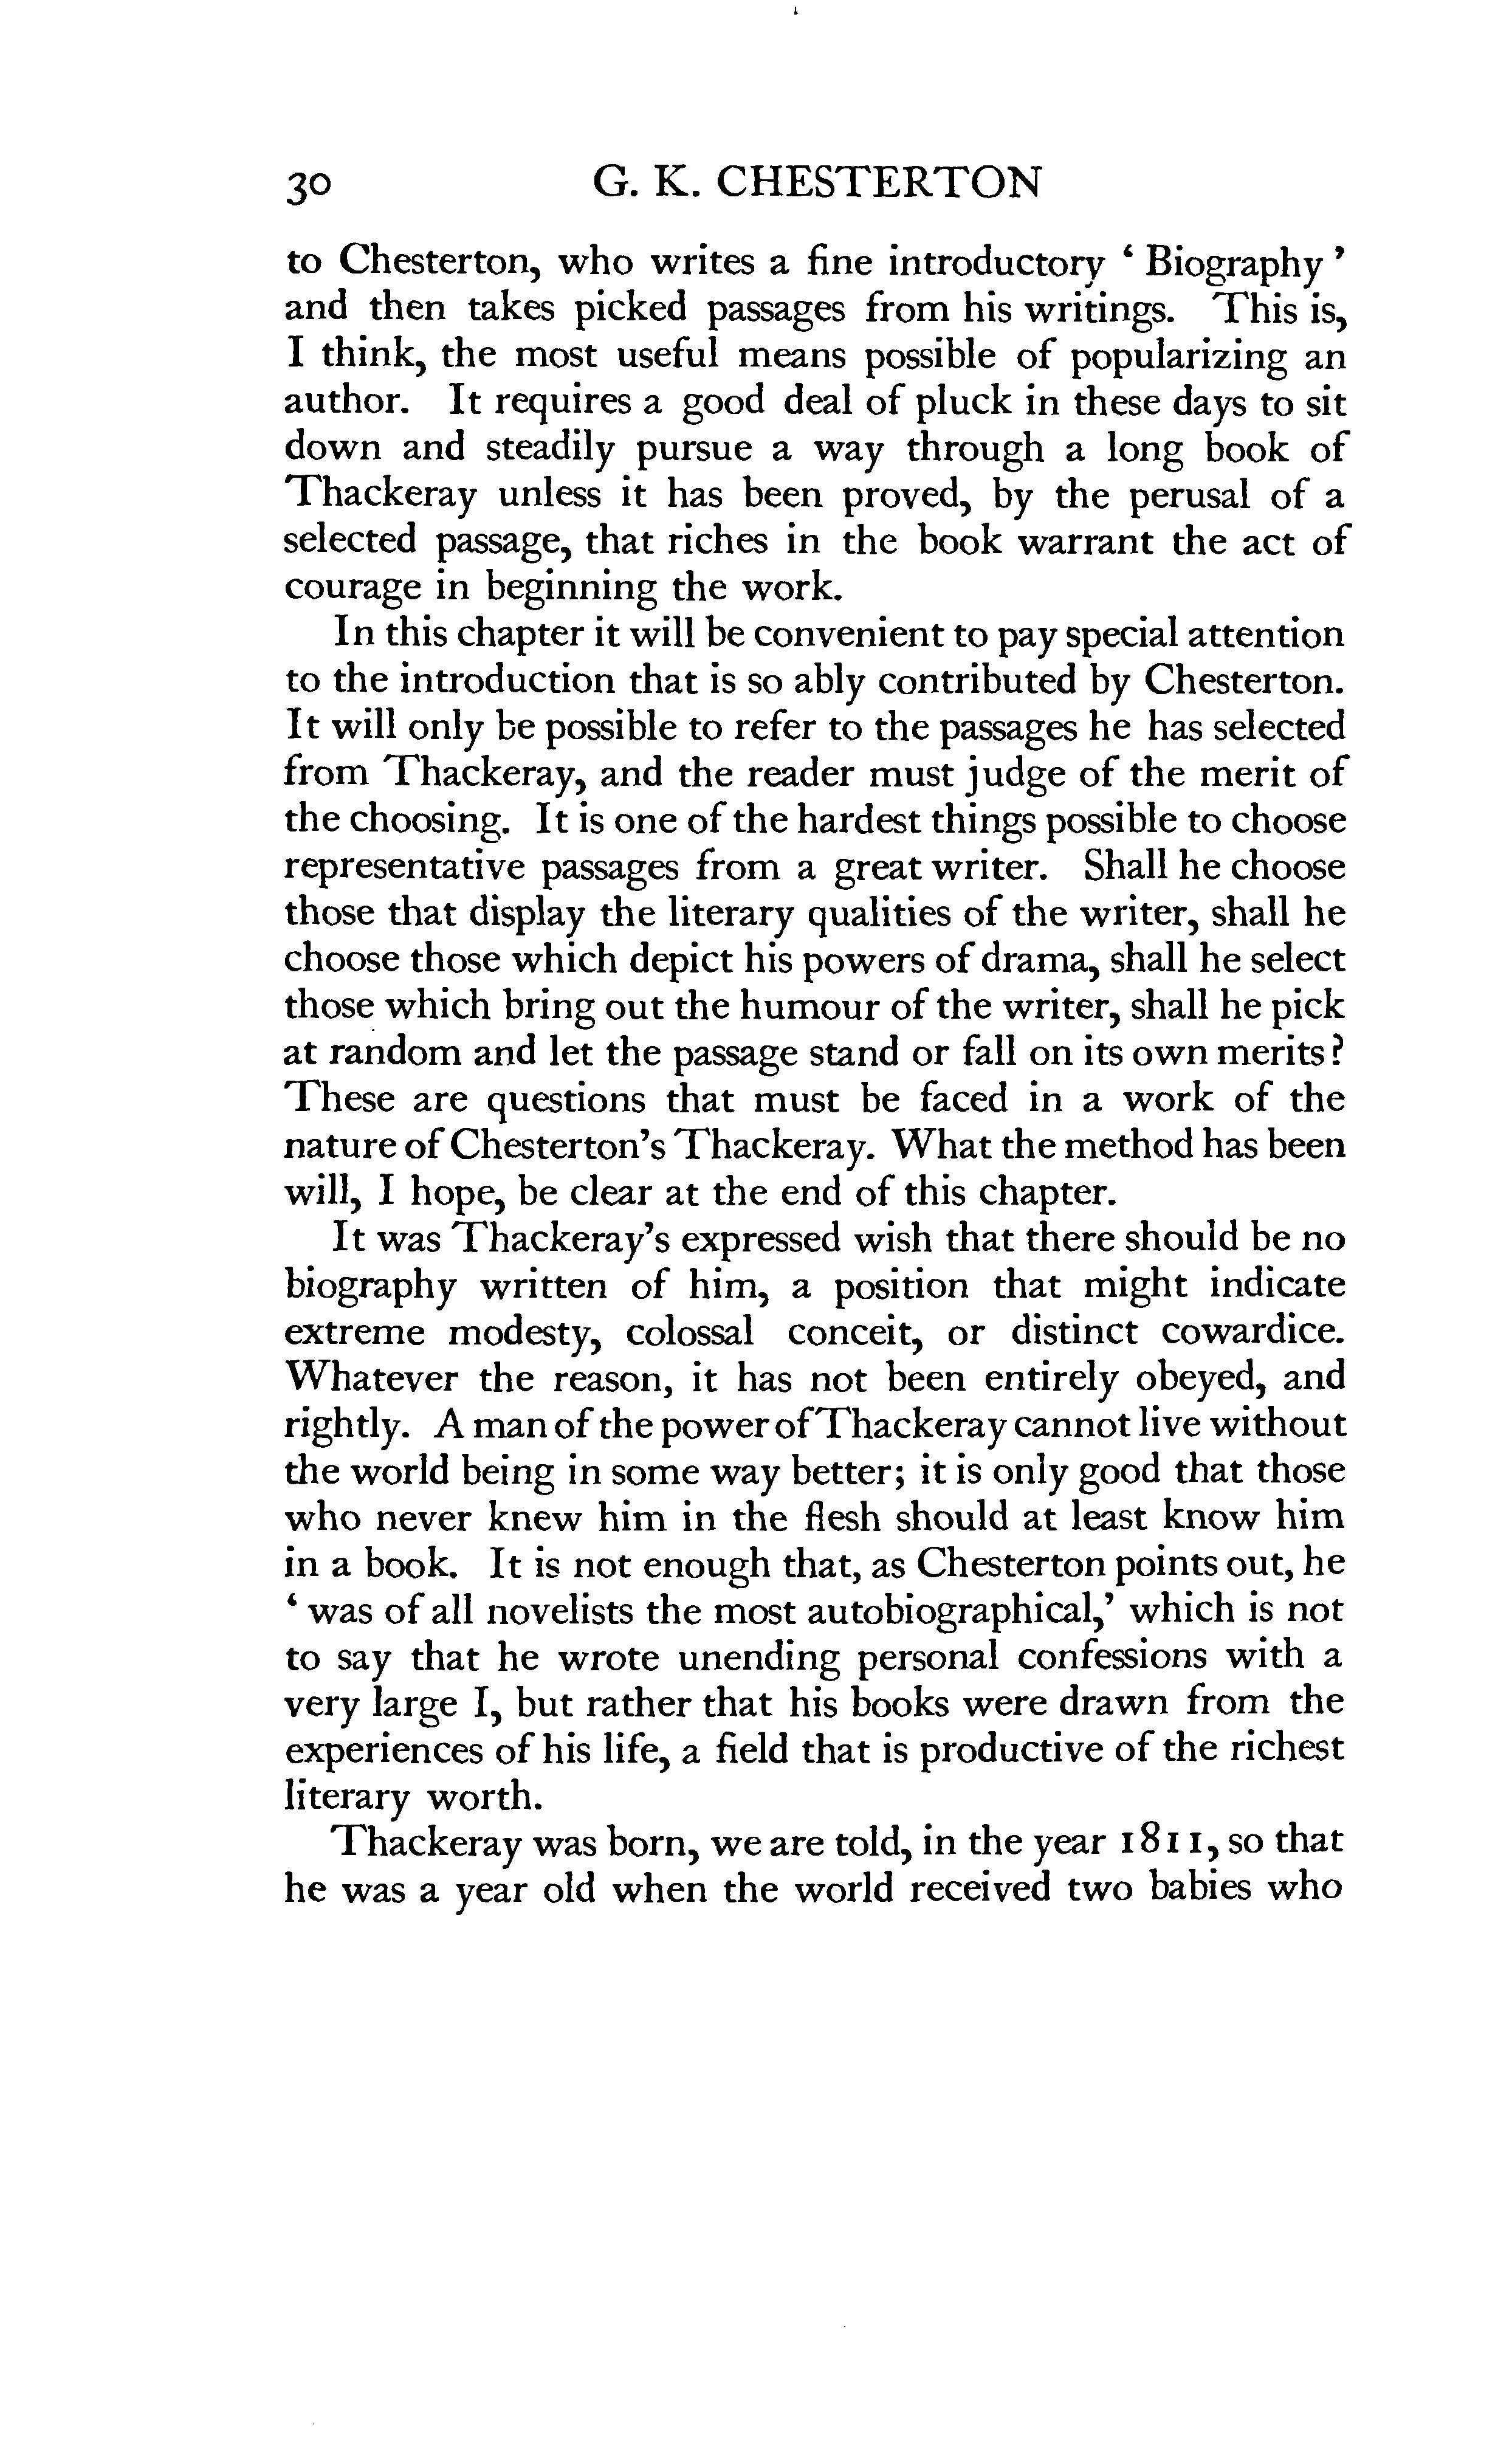 30 G. K. CHESTERTON
to Chesterton, who writes a fine introductory ‘ Biography ’
and then takes picked passages from his writings. This is,
I think, the most useful means possible of popularizing an
author. It requires a good deal of pluck in these days to sit
down and steadily pursue a way through a long book of
Thackeray unless it has been proved, by the perusal of a
selected passage, that riches in the book warrant the act of
courage in beginning the work.
In this chapter it will be convenient to pay special attention
to the introduction that is so ably contributed by Chesterton.
It will only be possible to refer to the passages he has selected
from Thackeray, and the reader must judge of the merit of
the choosing. It is one of the hardest things possible to choose
representative passages from a great writer. Shall he choose
those that display the literary qualities of the writer, shall he
choose those which depict his powers of drama, shall he select
those which bring out the humour of the writer, shall he pick
at random and let the passage stand or fall on its own merits?
These are questions that must be faced in a work of the
nature of Chesterton’s Thackeray. What the method has been
will, I hope, be clear at the end of this chapter.
It was Thackeray’s expressed wish that there should be no
biography written of him, a position that might indicate
extreme modesty, colossal conceit, or distinct cowardice.
Whatever the reason, it has not been entirely obeyed, and
rightly. A man of the power of Thackeray cannot live without
the world being in some way better; it is only good that those
who never knew him in the flesh should at least know him
in a book. It is not enough that, as Chesterton points out, he
‘ was of all novelists the most autobiographical,’ which is not
to say that he wrote unending personal confessions with a
very large I, but rather that his books were drawn from the
experiences of his life, a field that is productive of the richest
literary worth.
Thackeray was born, we are told, in the year 1811, so that
he was a year old when the world received two babies who